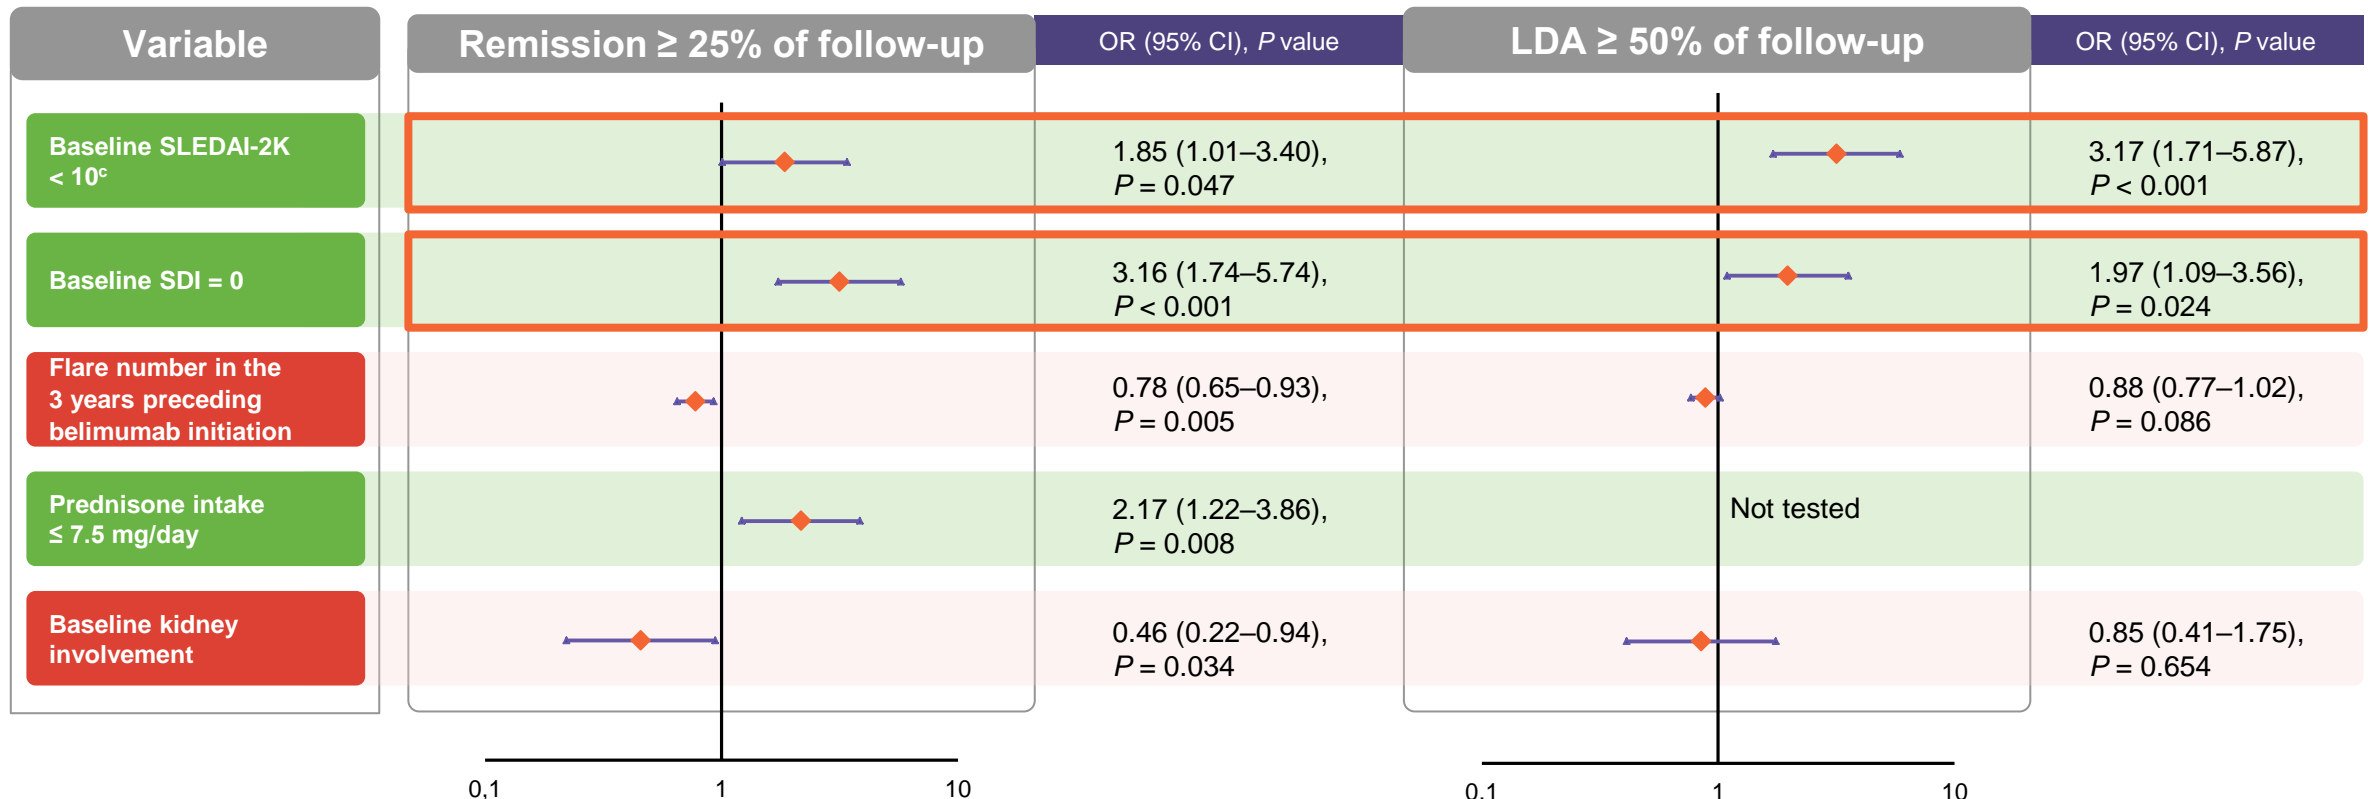 Variable
Remission ≥ 25% of follow-up
OR (95% CI), P value
LDA ≥ 50% of follow-up
OR (95% CI), P value
Baseline SLEDAI-2K
< 10ᶜ
1.85 (1.01–3.40),
P = 0.047
3.17 (1.71–5.87),
P < 0.001
Baseline SDI = 0
3.16 (1.74–5.74),
P < 0.001
1.97 (1.09–3.56),
P = 0.024
Flare number in the
3 years preceding
belimumab initiation
0.78 (0.65–0.93),
P = 0.005
0.88 (0.77–1.02),
P = 0.086
Prednisone intake
≤ 7.5 mg/day
2.17 (1.22–3.86),
P = 0.008
Not tested
Baseline kidney
involvement
0.46 (0.22–0.94),
P = 0.034
0.85 (0.41–1.75),
P = 0.654
0,1
1
10
0,1
1
10